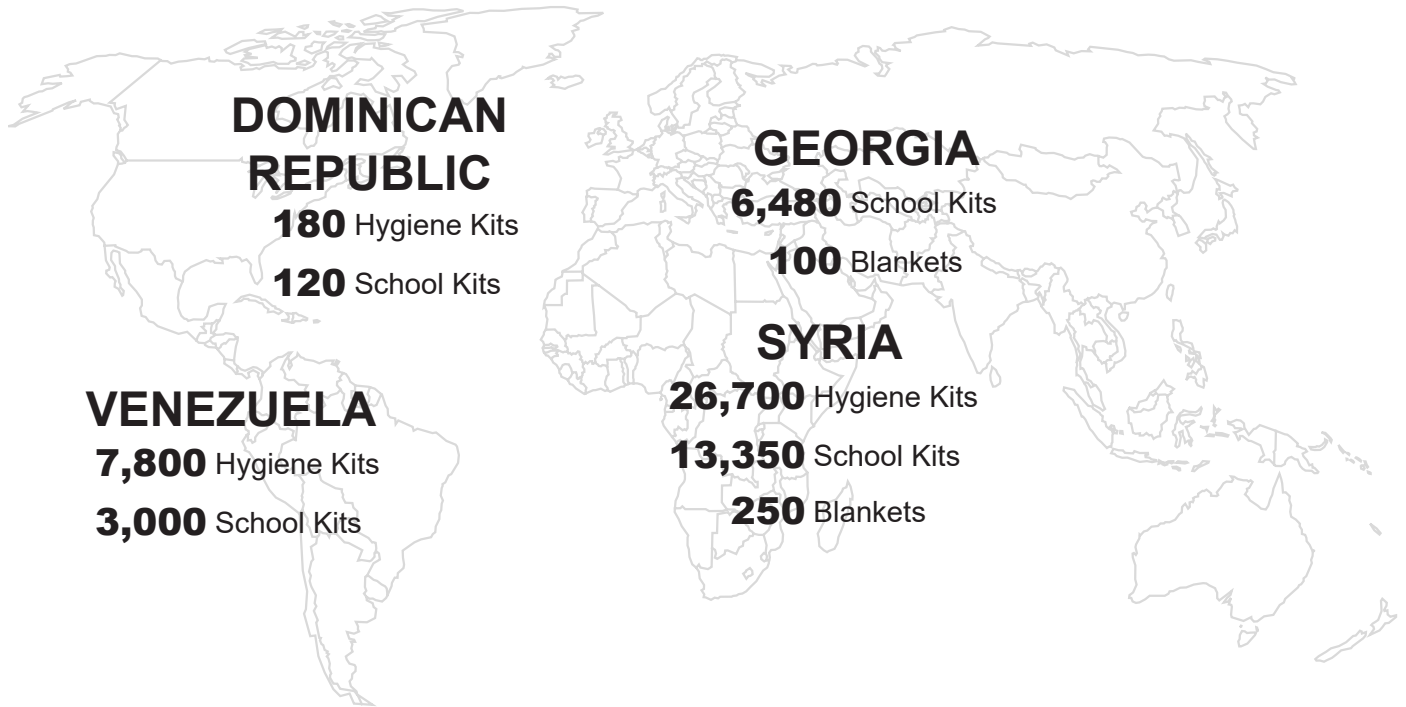 DOMINICAN
REPUBLIC
180 Hygiene Kits
120 School Kits
GEORGIA
6,480 School Kits
100 Blankets
SYRIA
26,700 Hygiene Kits
13,350 School Kits
250 Blankets
VENEZUELA
7,800 Hygiene Kits
3,000 School Kits